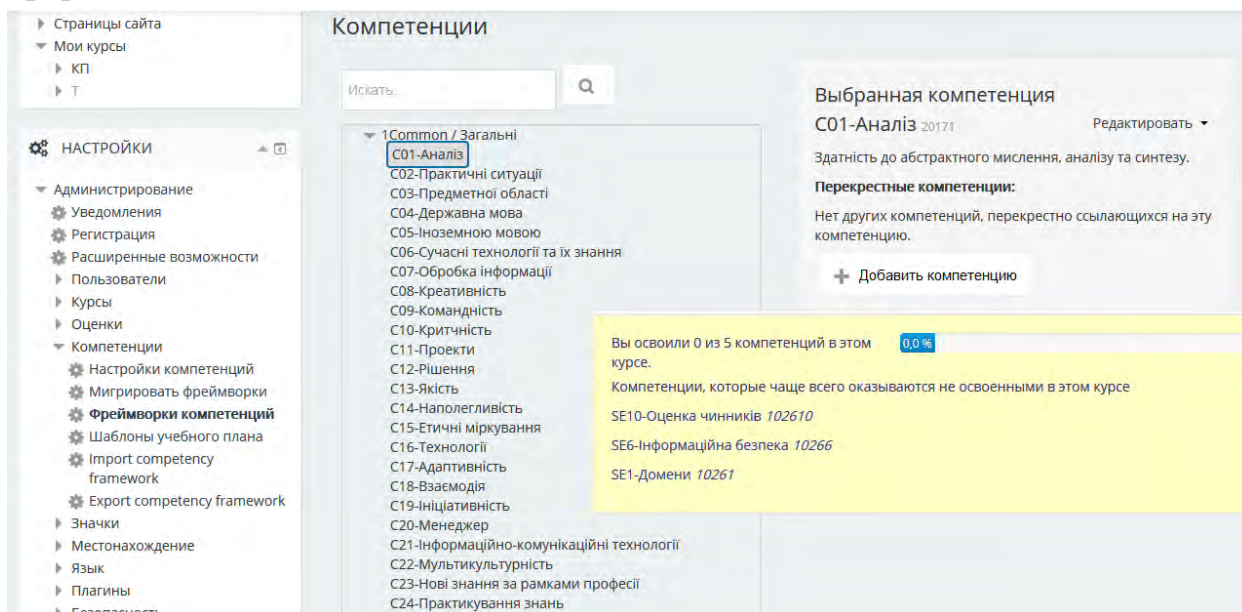 Страницы сайта
Мои курсы
КП
Т
НАСТРОЙКИ
Администрирование
Уведомления
Регистрация
Расширенные возможности
Пользователи
Курсы
Оценки
Компетенции
Настройки компетенций
Мигрировать фреймворки
Фреймворки компетенций
Шаблоны учебного плана
Import competency
framework
Export competency framework
Значки
Местонахождение
Язык
Плагины
Безопасность
Компетенции
Искать...
1Common / Загальні
C01-Аналіз
C02-Практичні ситуації
C03-Предметної області
C04-Державна мова
C05-Іноземною мовою
C06-Сучасні технології та їх знання
C07-Обробка інформації
C08-Креативність
C09-Командність
C10-Критчність
C11-Проекти
C12-Рішення
C13-Якість
C14-Наполегливість
C15-Етичні міркування
C16-Технології
C17-Адаптивність
C18-Взаємодія
C19-Ініціативність
C20-Менеджер
C21-Інформаційно-комунікаційні технології
C22-Мультикультурність
C23-Нові знання за рамками професії
C24-Практикування знань
Выбранная компетенция
C01-Аналіз 20171 Редактировать
Здатність до абстрактного мислення, аналізу та синтезу.
Перекрестные компетенции:
Нет других компетенций, перекрестно ссылающихся на эту
компетенцию.
Добавить компетенцию
Вы освоили 0 из 5 компетенций в этом 0,0 %
курсе.
Компетенции, которые чаще всего оказываются не освоенными в этом курсе
SE10-Оценка чинників 102610
SE6-Інформаційна безпека 10266
SE1-Домени 10261